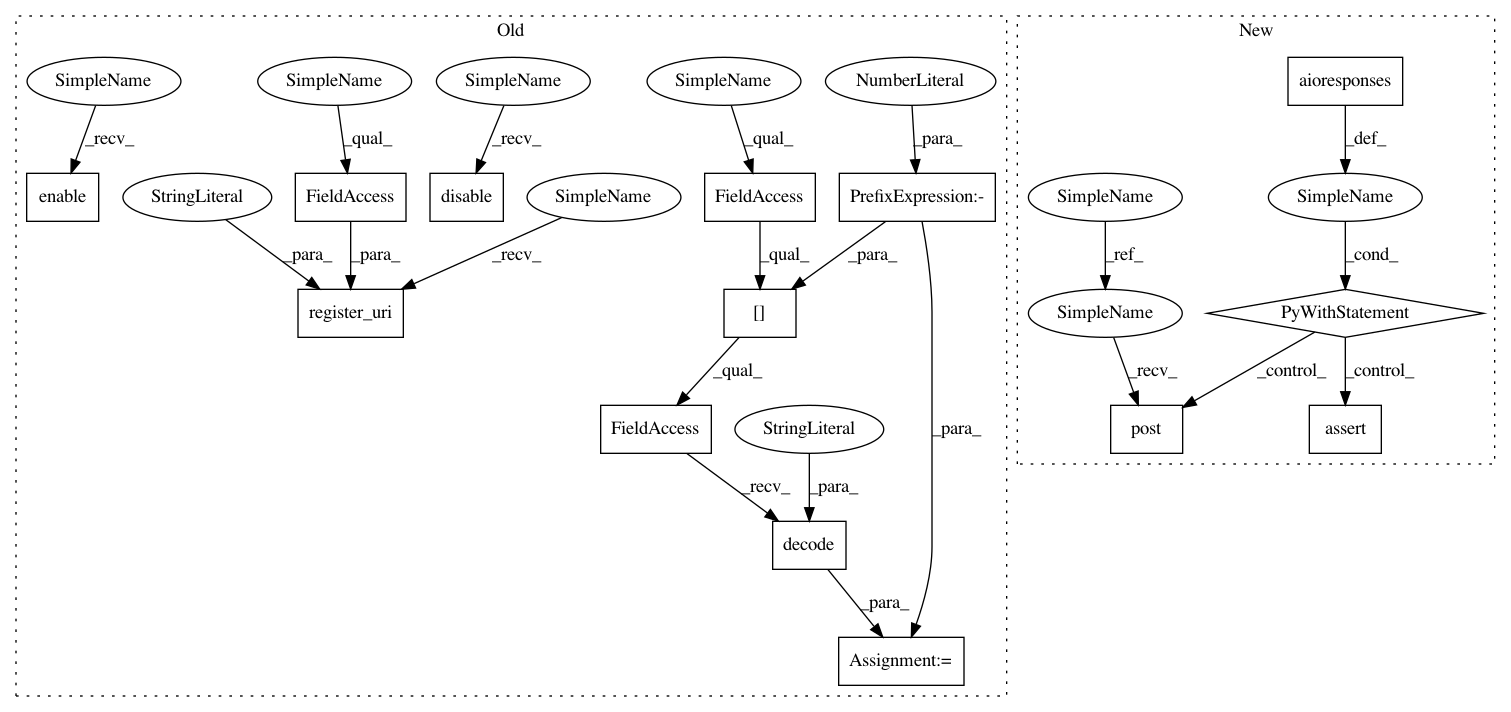 Old
New
SimpleName
SimpleName
SimpleName
SimpleName
NumberLiteral
aioresponses
_recv_
_qual_
_recv_
_qual_
_para_
_def_
enable
StringLiteral
FieldAccess
disable
SimpleName
FieldAccess
PrefixExpression:-
SimpleName
SimpleName
_para_
_para_
_recv_
_qual_
_para_
_ref_
_cond_
register_uri
[]
SimpleName
PyWithStatement
_qual_
_recv_
_control_
_control_
FieldAccess
StringLiteral
_para_
post
assert
_recv_
_para_
decode
_para_
Assignment:=